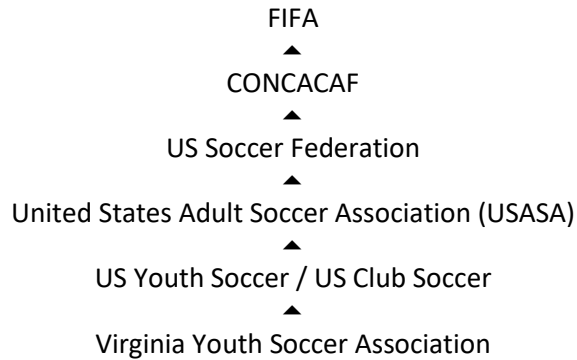 FIFA
CONCACAF
US Soccer Federation
United States Adult Soccer Association (USASA)
US Youth Soccer / US Club Soccer
Virginia Youth Soccer Association